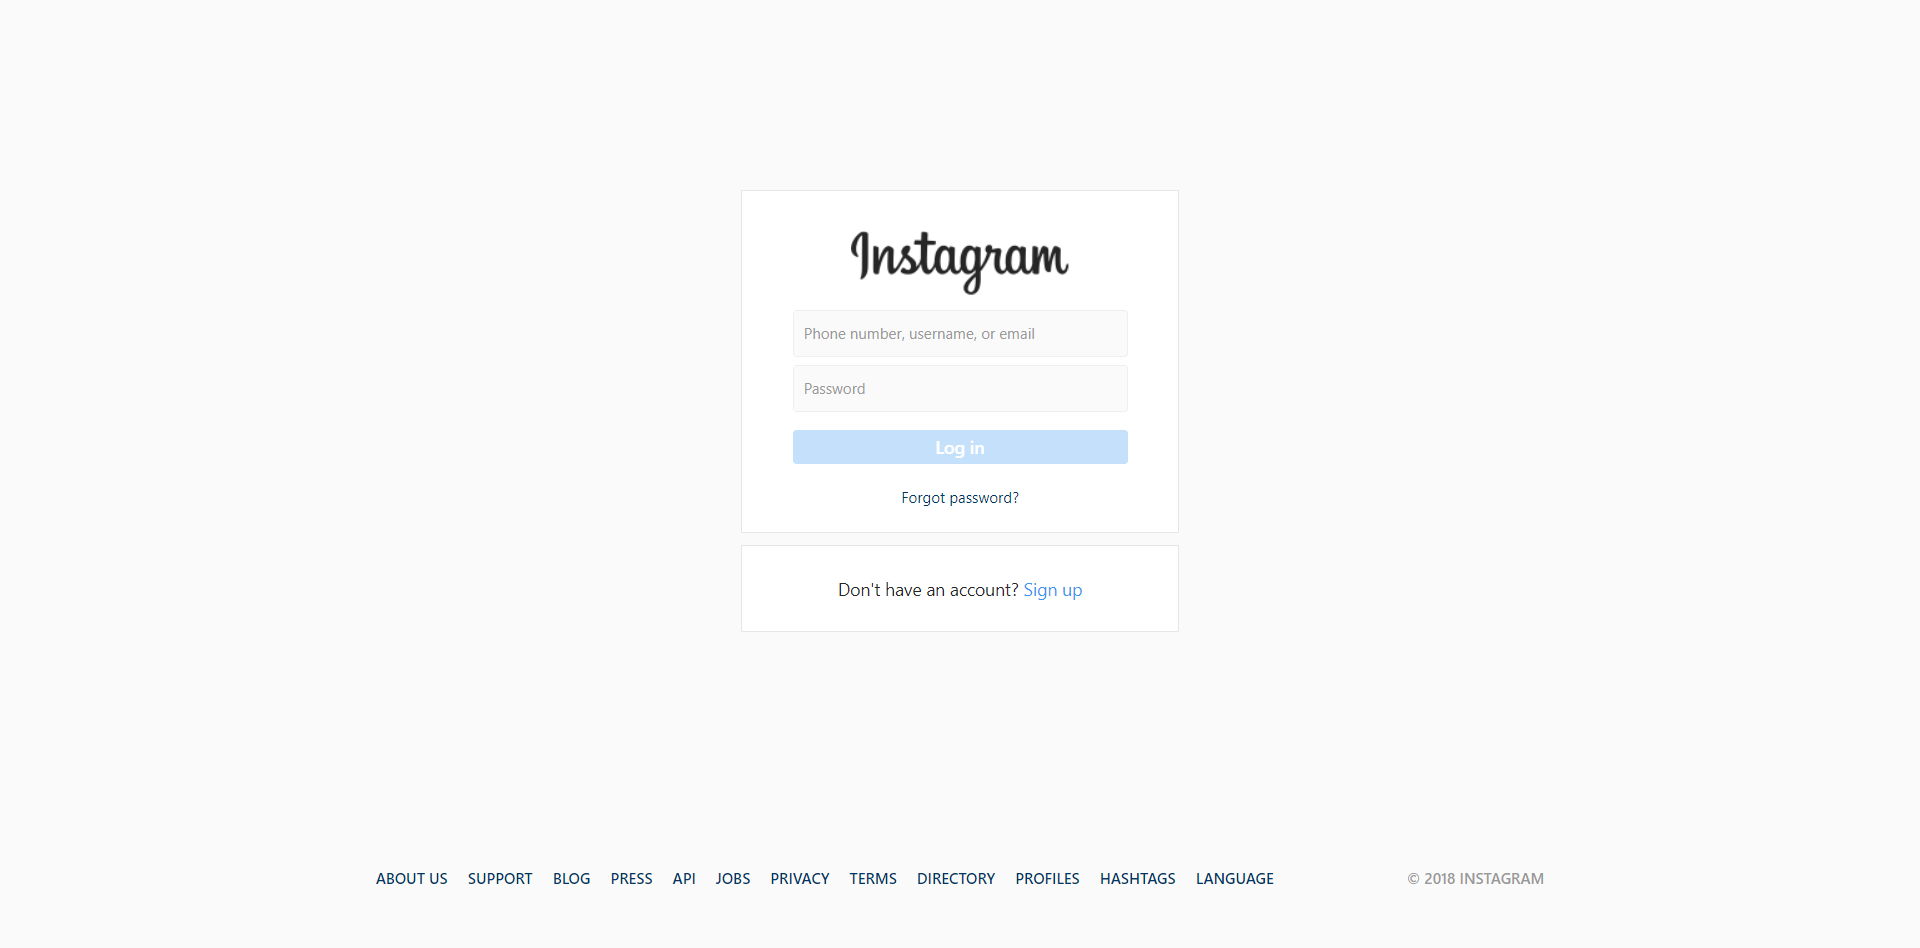 Instagram
Phone number, username, or email
Password
Log in
Forgot password?
Don't have an account? Sign up
ABOUT US SUPPORT BLOG PRESS API JOBS PRIVACY TERMS DIRECTORY PROFILES HASHTAGS LANGUAGE © 2018 INSTAGRAM